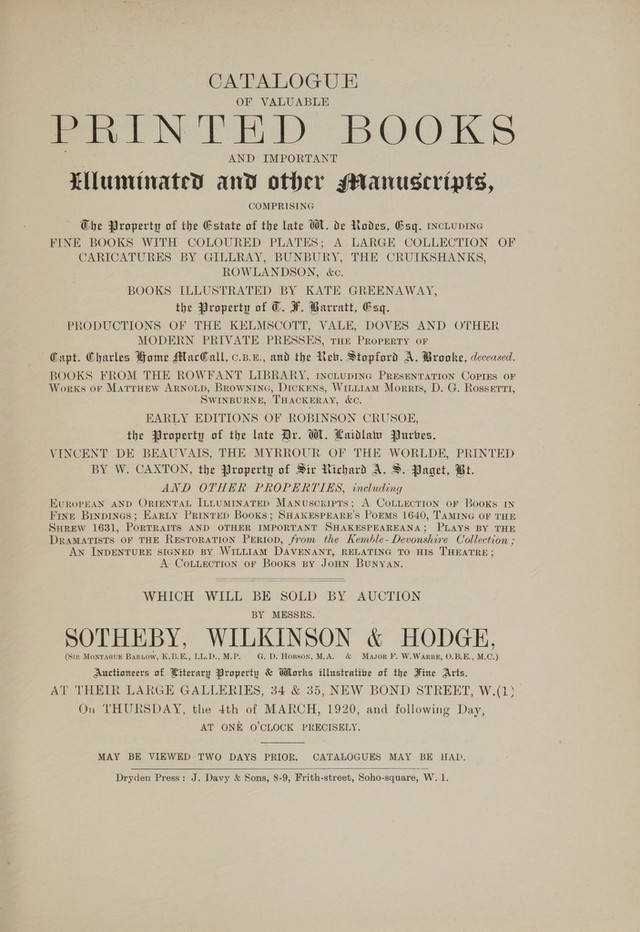 CATALOGUE
OF VALUABLE
PRINTED BOOKS
AND IMPORTANT
Illuminated and other Manuscripts,
COMPRISING
The Property of the Estate of the late W. de Rodes, Esq. INCLUDING
FINE BOOKS WITH COLOURED PLATES; A LARGE COLLECTION OF
CARICATURES BY GILLRAY, BUNBURY, THE CRUIKSHANKS,
ROWLANDSON, &c.
BOOKS ILLUSTRATED BY KATE GREENAWAY,
the Property of T. F. Barratt, Esq.
PRODUCTIONS OF THE KELMSCOTT, VALE, DOVES AND OTHER
MODERN PRIVATE PRESSES, THE PROPERTY OF
Capt. Charles Home MacCall, C.B.E., and the Rev. Stopford A. Brooke, deceased.
BOOKS FROM THE ROWFANT LIBRARY, INCLUDING PRESENTATION COPIES OF
WORKS OF MATTHEW ARNOLD, BROWNING, DICKENS, WILLIAM MORRIS, D. G. ROSSETTI,
SWINBURNE, THACKERAY, &c.
EARLY EDITIONS OF ROBINSON CRUSOE,
the Property of the late Dr. W. Laidlaw Purves.
VINCENT DE BEAUVAIS, THE MYRROUR OF THE WORLDE, PRINTED
BY W. CAXTON, the Property of Sir Richard A. S. Paget, Bt.
AND OTHER PROPERTIES, including
EUROPEAN AND ORIENTAL ILLUMINATED MANUSCRIPTS; A COLLECTION OF BOOKS IN
FINE BINDINGS; EARLY PRINTED BOOKS; SHAKESPEARE'S POEMS 1640, TAMING OF THE
SHREW 1631, PORTRAITS AND OTHER IMPORTANT SHAKESPEAREANA; PLAYS BY THE
DRAMATISTS OF THE RESTORATION PERIOD, from the Kemble-Devonshire Collection;
AN INDENTURE SIGNED BY WILLIAM DAVENANT, RELATING TO HIS THEATRE;
A COLLECTION OF BOOKS BY JOHN BUNYAN.
WHICH WILL BE SOLD BY AUCTION
BY MESSRS.
SOTHEBY, WILKINSON & HODGE,
(SIR MONTAGUE BARLOW, K.B.E., LL.D., M.P. G. D. HOBSON, M.A. & MAJOR F. W. WARRE, O.B.E., M.C.)
Auctioneers of Literary Property & Works illustrative of the Fine Arts,
AT THEIR LARGE GALLERIES, 34 & 35, NEW BOND STREET, W.(1)
On THURSDAY, the 4th of MARCH, 1920, and following Day,
AT ONE O'CLOCK PRECISELY.
MAY BE VIEWED TWO DAYS PRIOR. CATALOGUES MAY BE HAD.
Dryden Press: J. Davy & Sons, 8-9, Frith-street, Soho-square, W. 1.